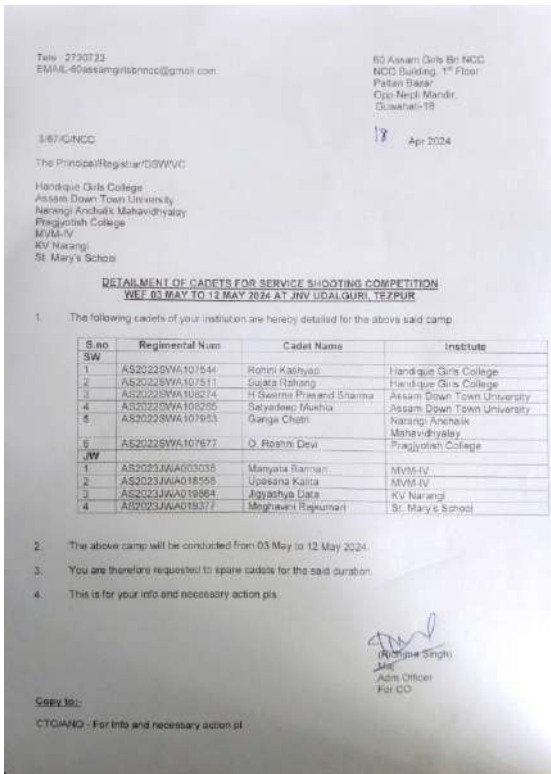 Tele : 2730723
EMAIL-60assamgirlsbnncc@gmail.com
60 Assam Girls Bn NCC
NCC Building, 1st Floor
Paltan Bazar
Opp Nepli Mandir,
Guwahati-18
3/67/G/NCC
18 Apr 2024
The Principal/Registrar/DSW/VC
Handique Girls College
Assam Down Town University
Narangi Anchalik Mahavidhyalay
Pragjyotish College
MVM-IV
KV Narangi
St. Mary's School
DETAILMENT OF CADETS FOR SERVICE SHOOTING COMPETITION
WEF 03 MAY TO 12 MAY 2024 AT JNV UDALGURI, TEZPUR
1. The following cadets of your institution are hereby detailed for the above said camp
S.no Regimental Num Cadet Name Institute
SW
1 AS2022SWA107544 Rohini Kashyap Handique Girls College
2 AS2022SWA107511 Sujata Rahang Handique Girls College
3 AS2022SWA108274 H Swarna Prasand Sharma Assam Down Town University
4 AS2022SWA108265 Satyadeep Mukhia Assam Down Town University
5 AS2022SWA107953 Ganga Chetri Narangi Anchalik
Mahavidhyalay
6 AS2022SWA107677 O. Roshni Devi Pragjyotish College
JW
1 AS2023JWA003038 Manyata Barman MVM-IV
2 AS2023JWA018558 Upasana Kalita MVM-IV
3 AS2023JWA019864 Jigyashya Data KV Narangi
4 AS2023JWA019377 Meghavini Rajkumari St. Mary's School
2. The above camp will be conducted from 03 May to 12 May 2024.
3. You are therefore requested to spare cadets for the said duration.
4. This is for your info and necessary action pls
Singh)
Maj
Adm Officer
For CO
Copy to:-
CTO/ANO - For info and necessary action pl